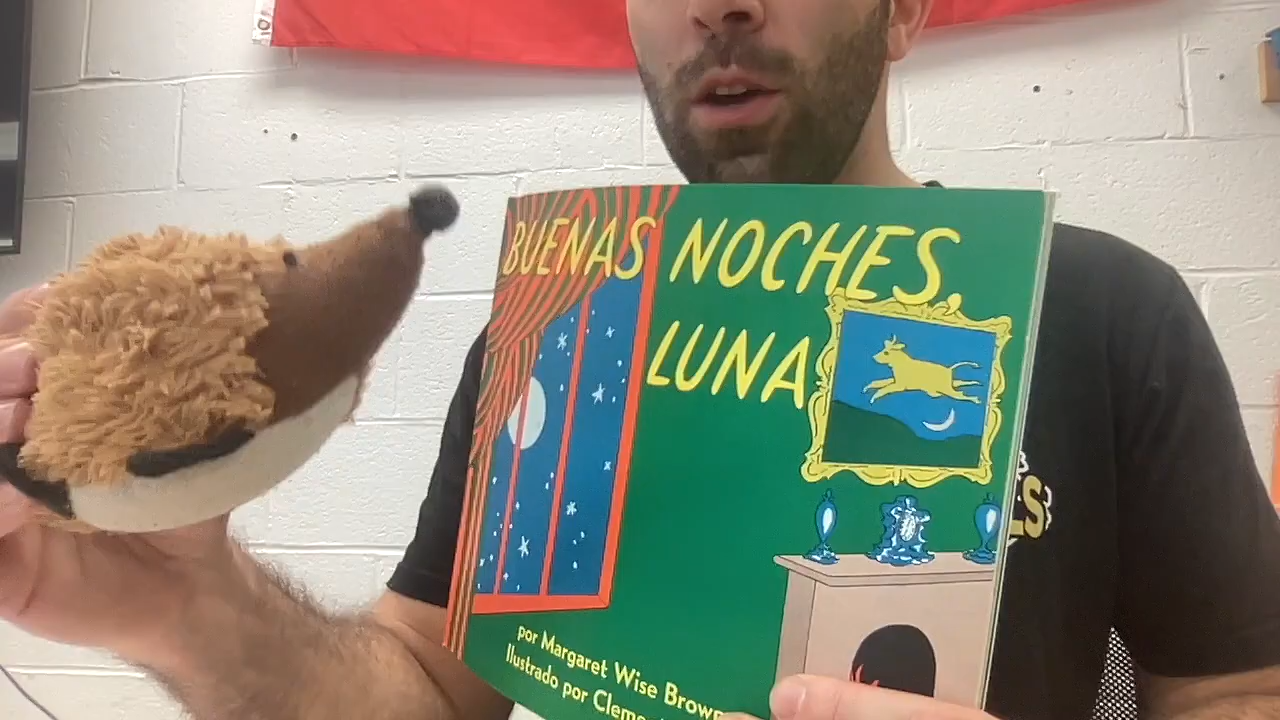 BUENAS NOCHES,
LUNA
por Margaret Wise Brown
Ilustrado por